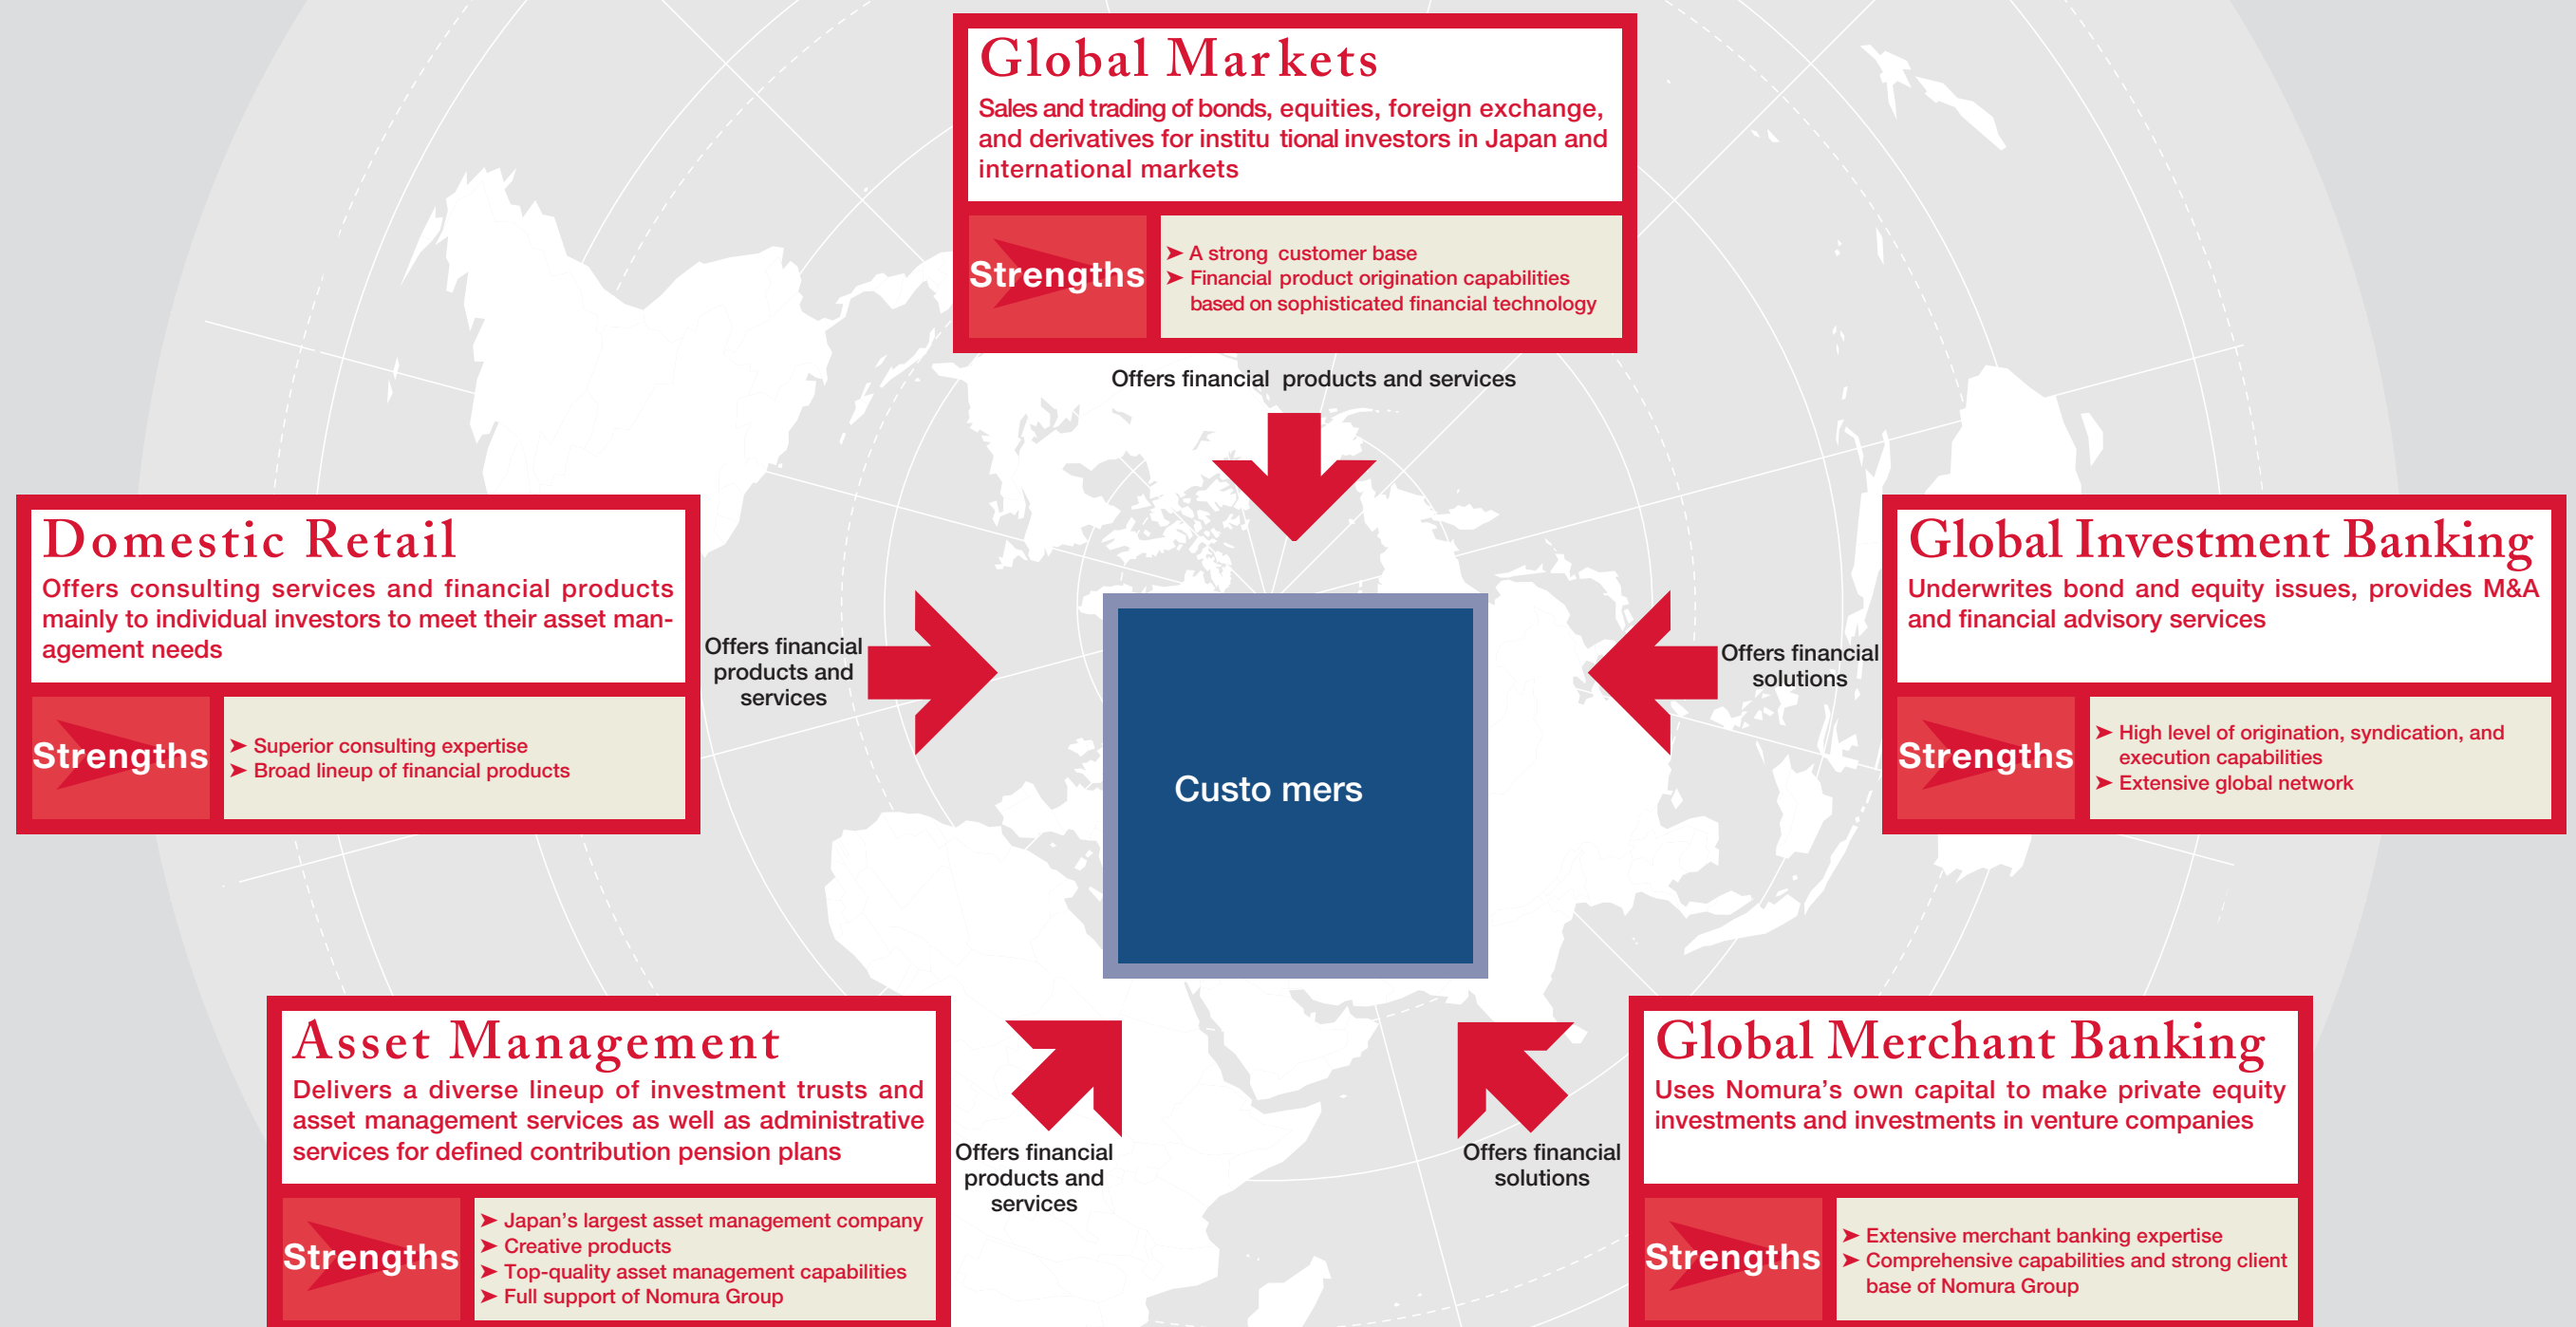 Global Markets
Sales and trading of bonds, equities, foreign exchange,
and derivatives for institu tional investors in Japan and
international markets
Strengths
➤ A strong customer base
➤ Financial product origination capabilities
based on sophisticated financial technology
Offers financial products and services
Domestic Retail
Offers consulting services and financial products
mainly to individual investors to meet their asset man-
agement needs
Strengths
➤ Superior consulting expertise
➤ Broad lineup of financial products
Offers financial
products and
services
Custo mers
Offers financial
solutions
Global Investment Banking
Underwrites bond and equity issues, provides M&A
and financial advisory services
Strengths
➤ High level of origination, syndication, and
execution capabilities
➤ Extensive global network
Asset Management
Delivers a diverse lineup of investment trusts and
asset management services as well as administrative
services for defined contribution pension plans
Strengths
➤ Japan’s largest asset management company
➤ Creative products
➤ Top-quality asset management capabilities
➤ Full support of Nomura Group
Offers financial
products and
services
Offers financial
solutions
Global Merchant Banking
Uses Nomura’s own capital to make private equity
investments and investments in venture companies
Strengths
➤ Extensive merchant banking expertise
➤ Comprehensive capabilities and strong client
base of Nomura Group